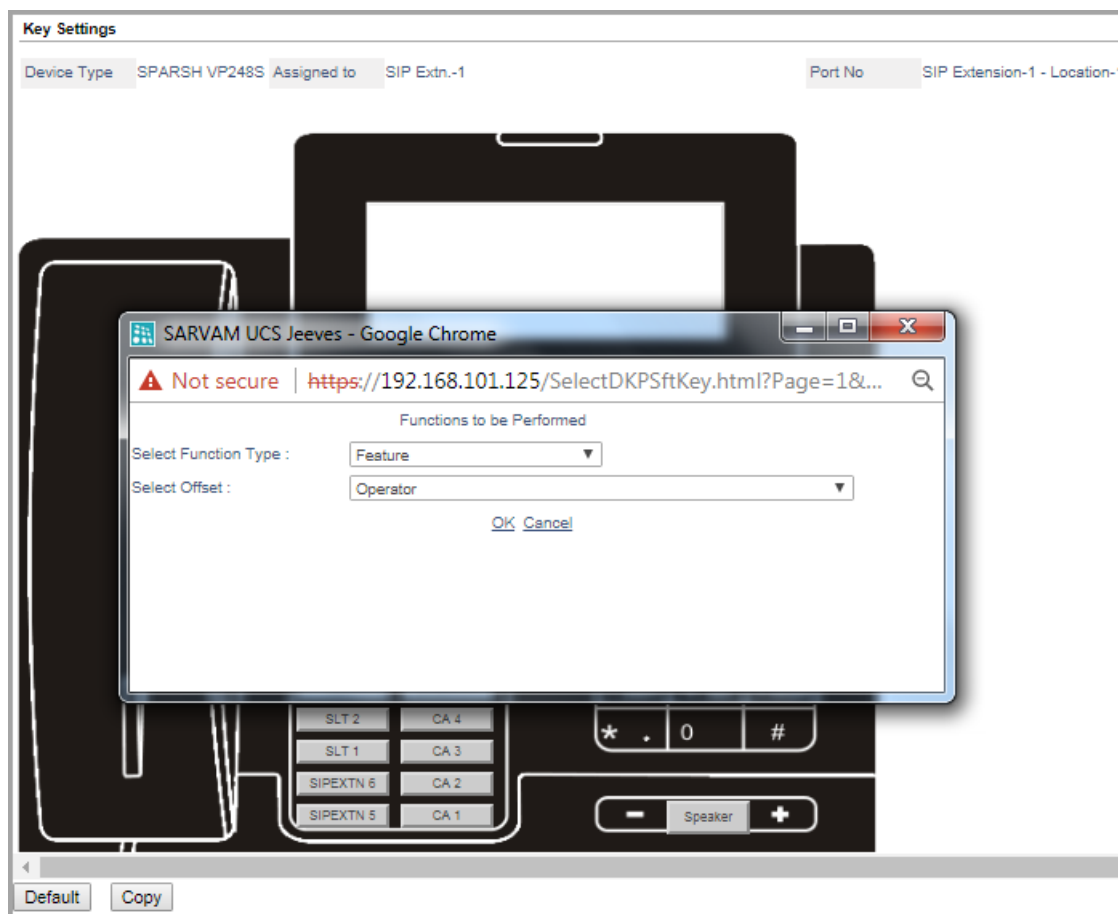 Key Settings
Device Type SPARSH VP248S Assigned to SIP Extn.-1 Port No SIP Extension-1 - Location-
SARVAM UCS Jeeves - Google Chrome
Not secure https://192.168.101.125/SelectDKPSftKey.html?Page=1&...
Functions to be Performed
Select Function Type : Feature
Select Offset : Operator
OK Cancel
SLT 2 CA 4 * . 0 #
SLT 1 CA 3
SIPEXTN 6 CA 2
SIPEXTN 5 CA 1 - Speaker +
Default Copy